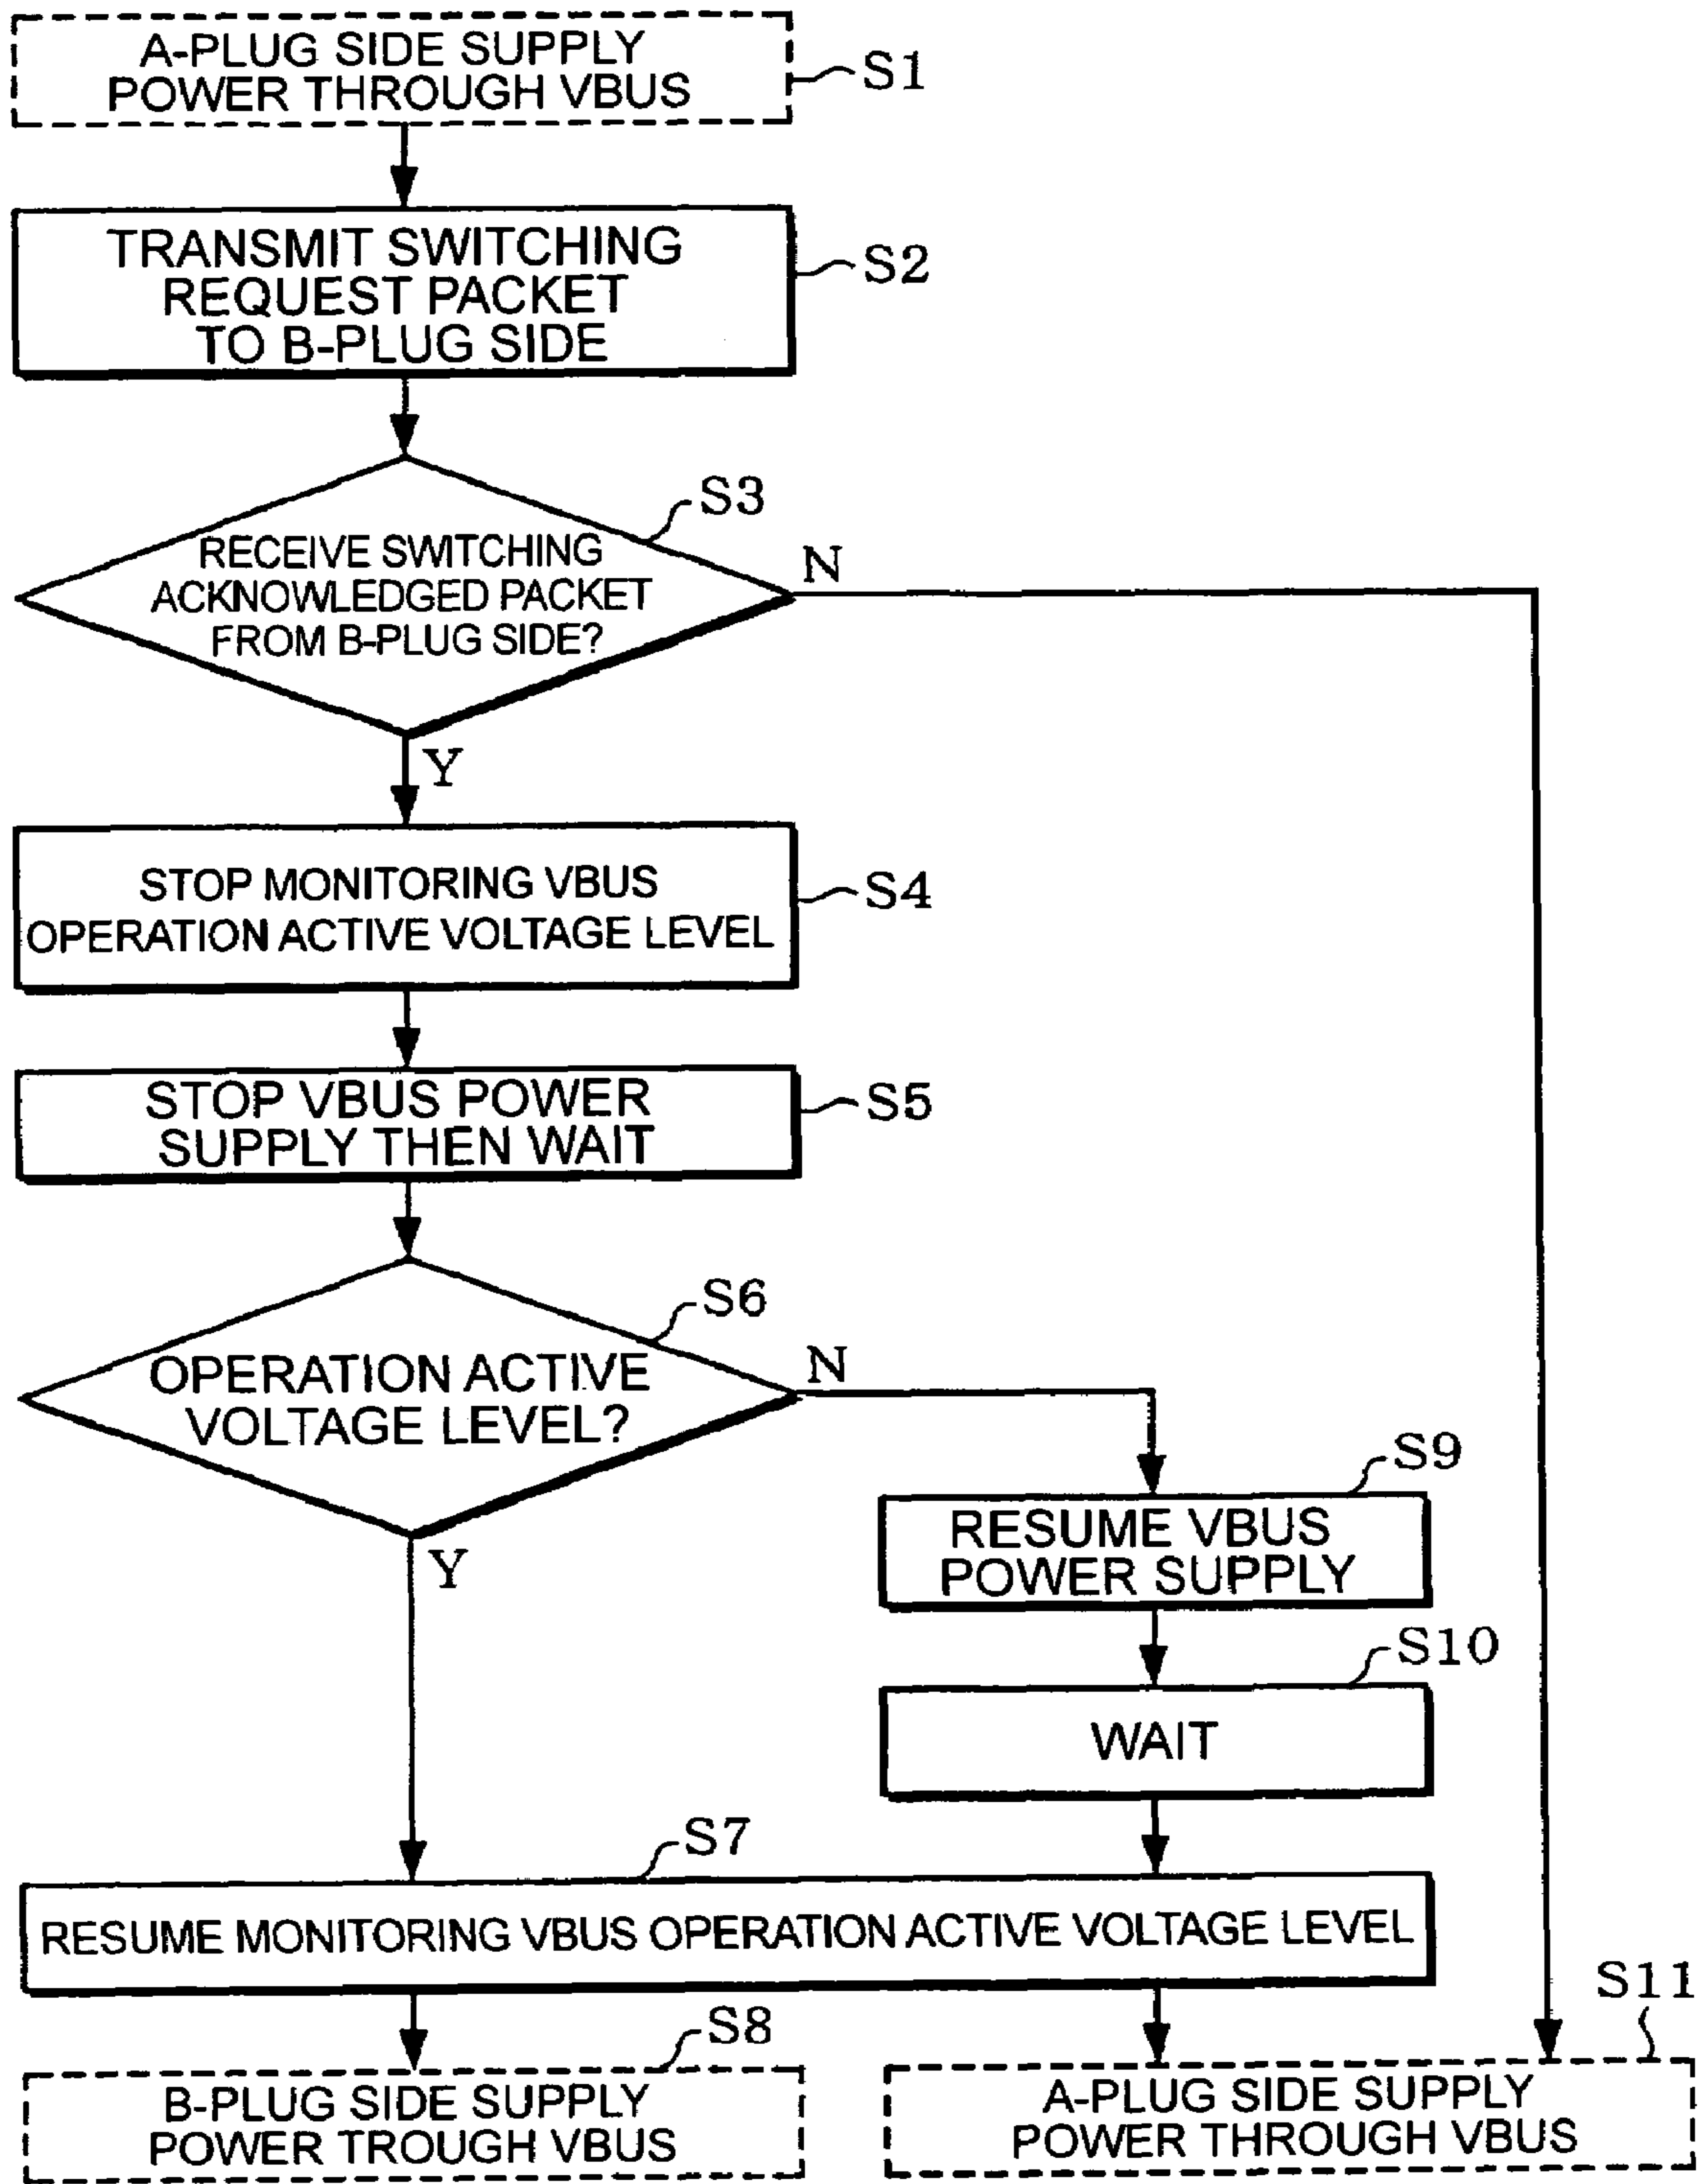 A-PLUG SIDE SUPPLY
POWER THROUGH VBUS
S1
TRANSMIT SWITCHING
REQUEST PACKET
TO B-PLUG SIDE
S2
S3
RECEIVE SWITCHING
ACKNOWLEDGED PACKET
FROM B-PLUG SIDE?
N
Y
STOP MONITORING VBUS
OPERATION ACTIVE VOLTAGE LEVEL
S4
STOP VBUS POWER
SUPPLY THEN WAIT
S5
S6
OPERATION ACTIVE
VOLTAGE LEVEL?
N
Y
S9
RESUME VBUS
POWER SUPPLY
S10
WAIT
S7
RESUME MONITORING VBUS OPERATION ACTIVE VOLTAGE LEVEL
S8
B-PLUG SIDE SUPPLY
POWER TROUGH VBUS
S11
A-PLUG SIDE SUPPLY
POWER THROUGH VBUS